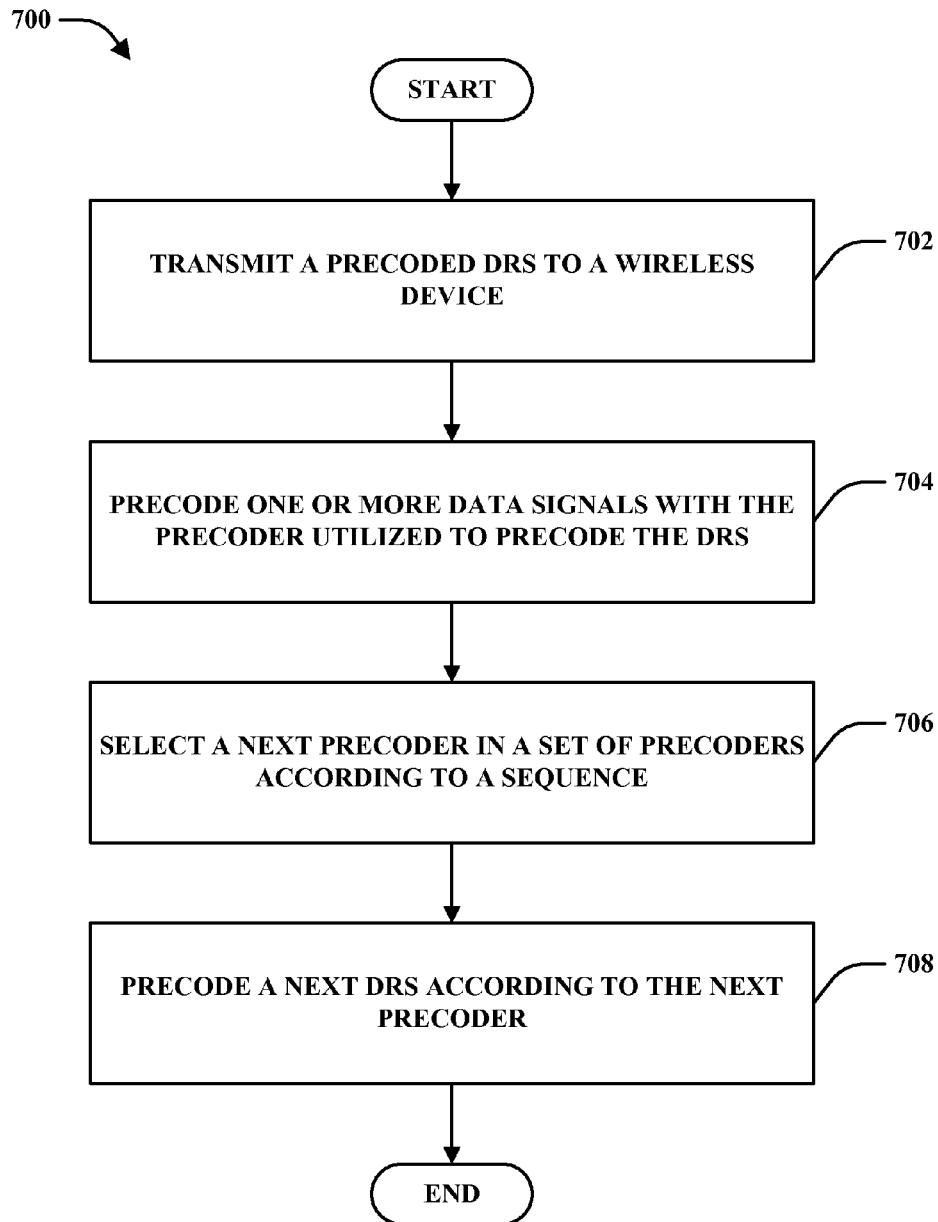 700
START
TRANSMIT A PRECODED DRS TO A WIRELESS
DEVICE
702
PRECODE ONE OR MORE DATA SIGNALS WITH THE
PRECODER UTILIZED TO PRECODE THE DRS
704
SELECT A NEXT PRECODER IN A SET OF PRECODERS
ACCORDING TO A SEQUENCE
706
PRECODE A NEXT DRS ACCORDING TO THE NEXT
PRECODER
708
END